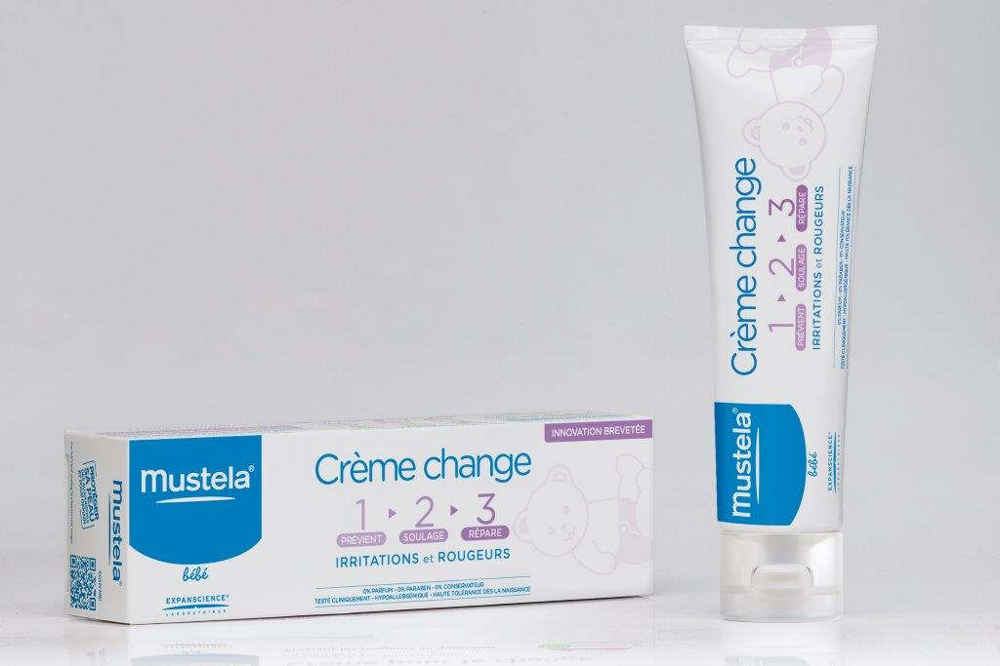 INNOVATION BREVETÉE
mustela®
Crème change
1 ▸ 2 ▸ 3
PRÉVIENT SOULAGE RÉPARE
IRRITATIONS et ROUGEURS
bébé
EXPANSCIENCE®
LABORATOIRES
0% PARFUM - 0% PARABEN - 0% CONSERVATEUR
TESTÉ CLINIQUEMENT - HYPOALLERGÉNIQUE - HAUTE TOLÉRANCE DÈS LA NAISSANCE
mustela®
PROTÉGER
SA PEAU
Crème change
1 ▸ 2 ▸ 3
PRÉVIENT SOULAGE RÉPARE
IRRITATIONS et ROUGEURS
0% PARFUM - 0% PARABEN - 0% CONSERVATEUR
TESTÉ CLINIQUEMENT - HYPOALLERGÉNIQUE - HAUTE TOLÉRANCE DÈS LA NAISSANCE
mustela®
bébé
EXPANSCIENCE®
LABORATOIRES